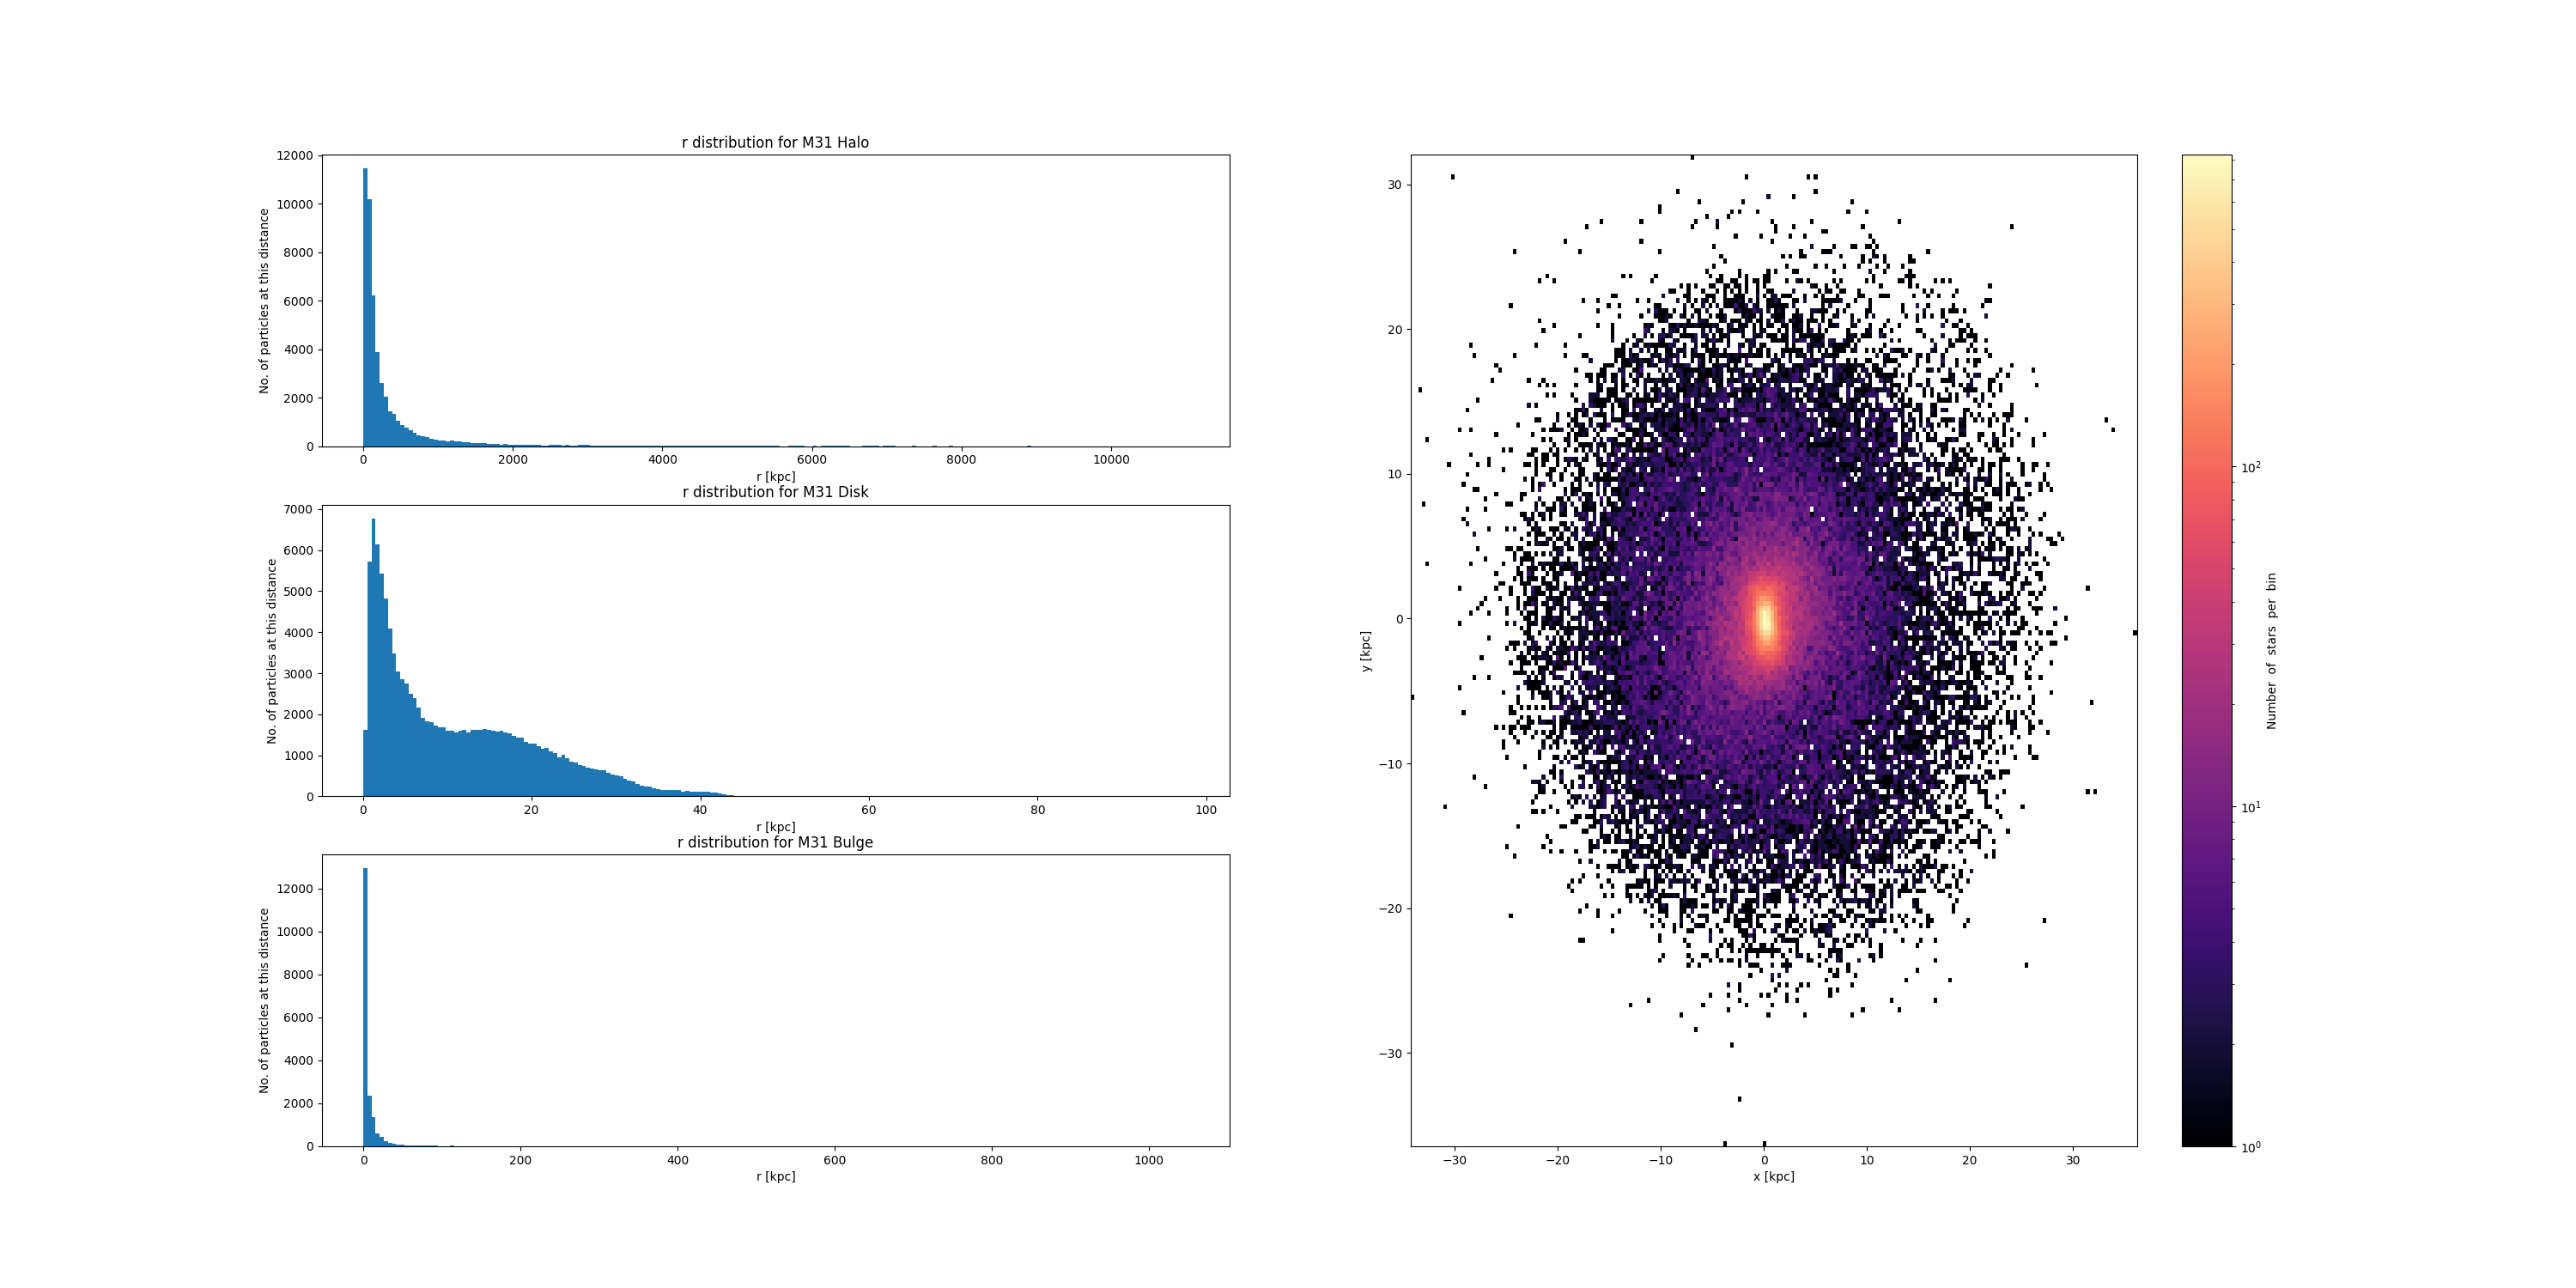 r distribution for M31 Halo
No. of particles at this distance
12000
10000
8000
6000
4000
2000
0
0 2000 4000 6000 8000 10000
r [kpc]
r distribution for M31 Disk
No. of particles at this distance
7000
6000
5000
4000
3000
2000
1000
0
0 20 40 60 80 100
r [kpc]
r distribution for M31 Bulge
No. of particles at this distance
12000
10000
8000
6000
4000
2000
0
0 200 400 600 800 1000
r [kpc]
y [kpc]
30
20
10
0
−10
−20
−30
−30 −20 −10 0 10 20 30
x [kpc]
10²
10¹
10⁰
Number of stars per bin